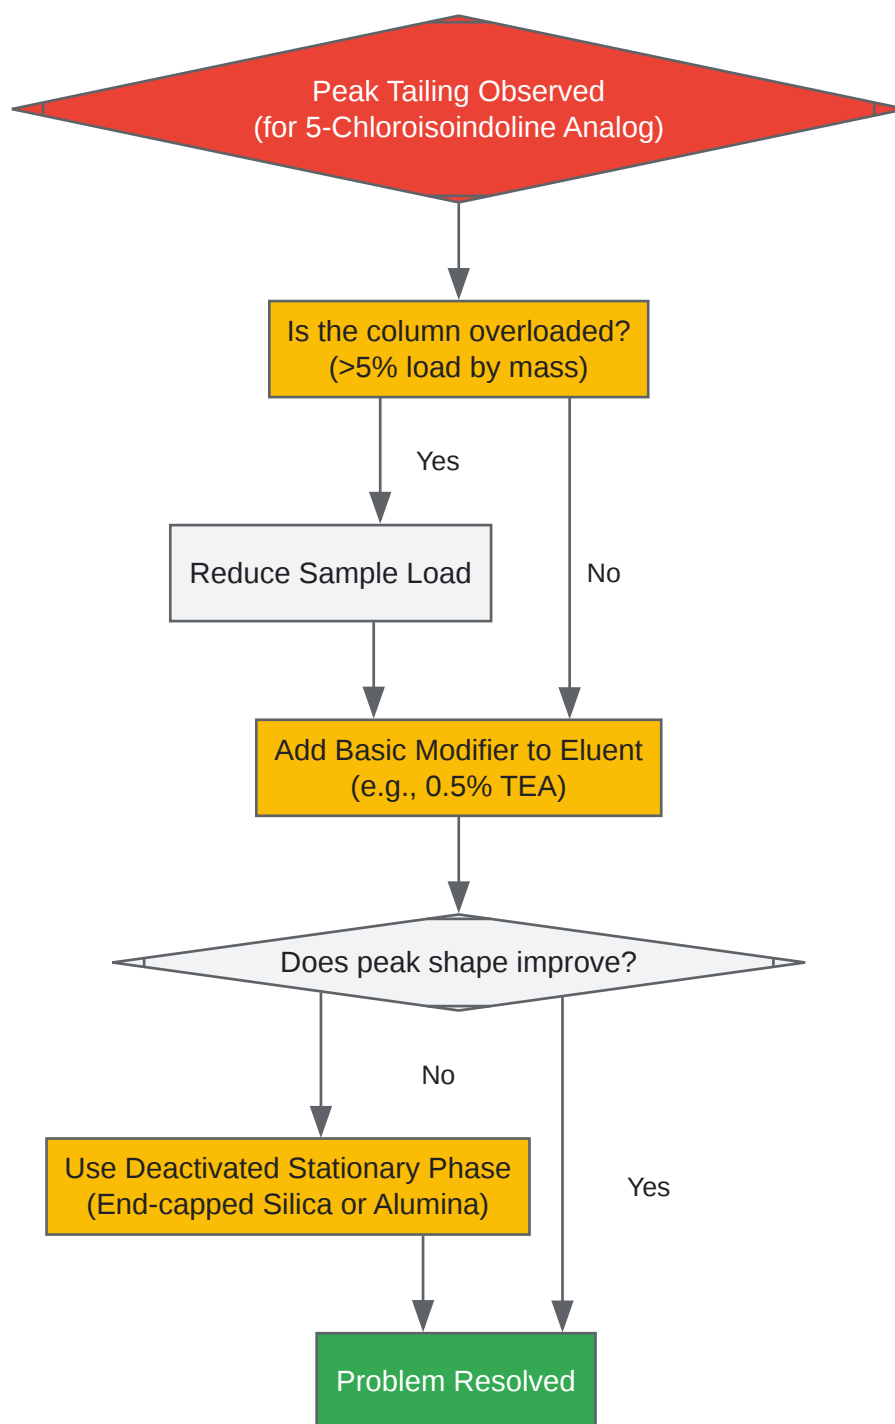 Peak Tailing Observed
(for 5-Chloroisoindoline Analog)
Is the column overloaded?
(>5% load by mass)
Yes
Reduce Sample Load
No
Add Basic Modifier to Eluent
(e.g., 0.5% TEA)
Does peak shape improve?
No
Use Deactivated Stationary Phase
(End-capped Silica or Alumina)
Yes
Problem Resolved